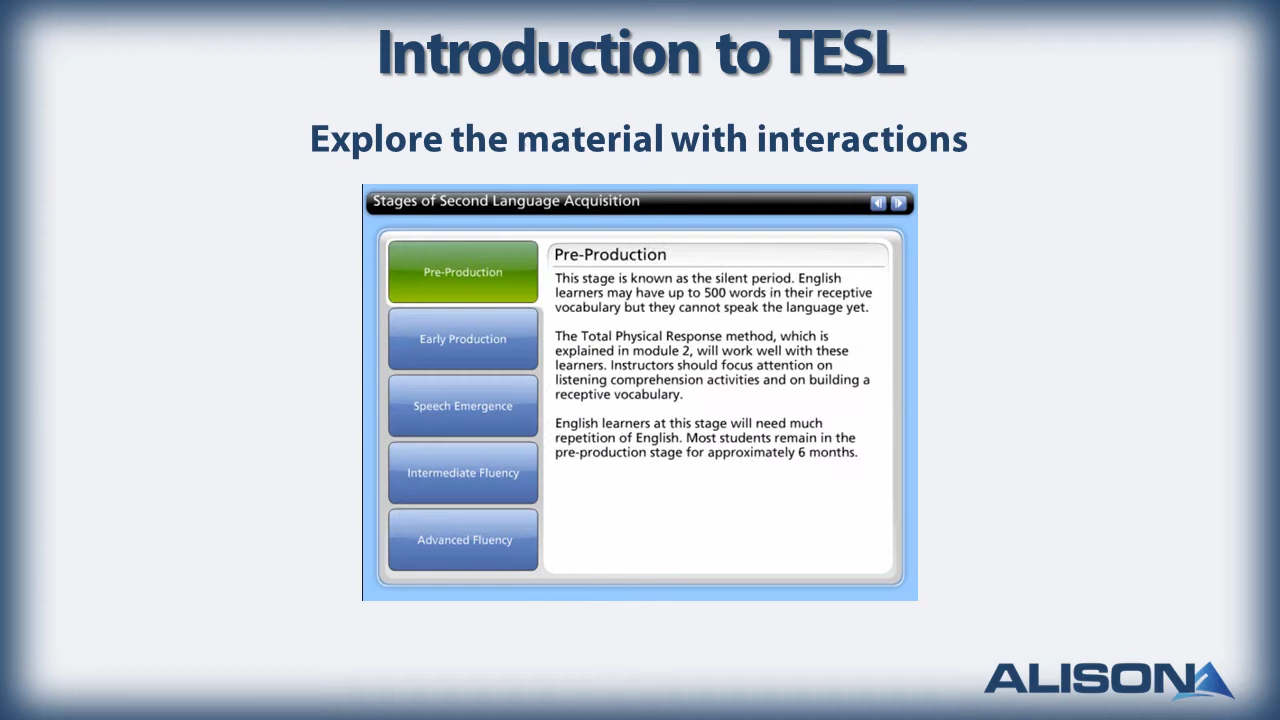 Introduction to TESL
Explore the material with interactions
Stages of Second Language Acquisition
Pre-Production
Early Production
Speech Emergence
Intermediate Fluency
Advanced Fluency
Pre-Production
This stage is known as the silent period. English
learners may have up to 500 words in their receptive
vocabulary but they cannot speak the language yet.
The Total Physical Response method, which is
explained in module 2, will work well with these
learners. Instructors should focus attention on
listening comprehension activities and on building a
receptive vocabulary.
English learners at this stage will need much
repetition of English. Most students remain in the
pre-production stage for approximately 6 months.
ALISON